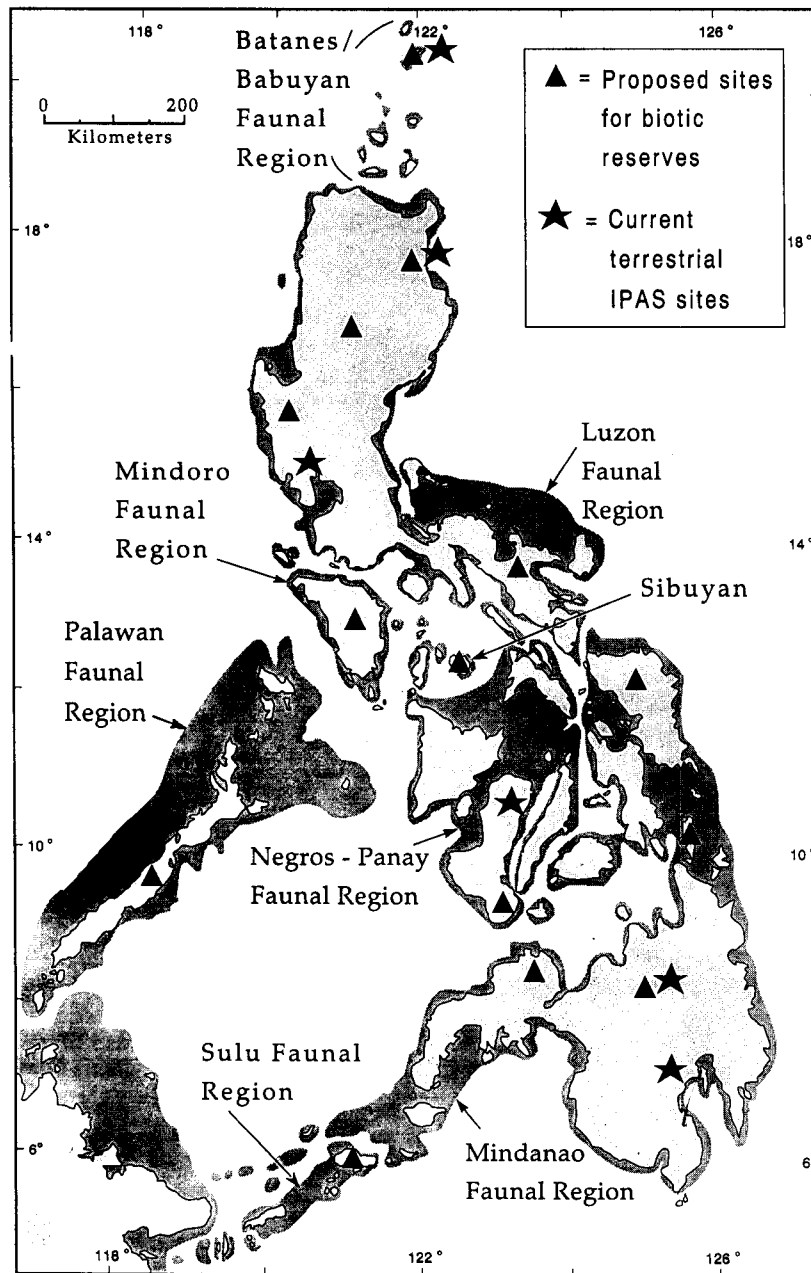 118°
122°
126°
Batanes/
Babuyan
Faunal
Region
0 200
Kilometers
▲ = Proposed sites
for biotic
reserves
★ = Current
terrestrial
IPAS sites
18°
18°
Luzon
Faunal
Region
Mindoro
Faunal
Region
14°
14°
Sibuyan
Palawan
Faunal
Region
10°
10°
Negros - Panay
Faunal Region
Sulu Faunal
Region
6°
6
Mindanao
Faunal Region
118°
122°
126°